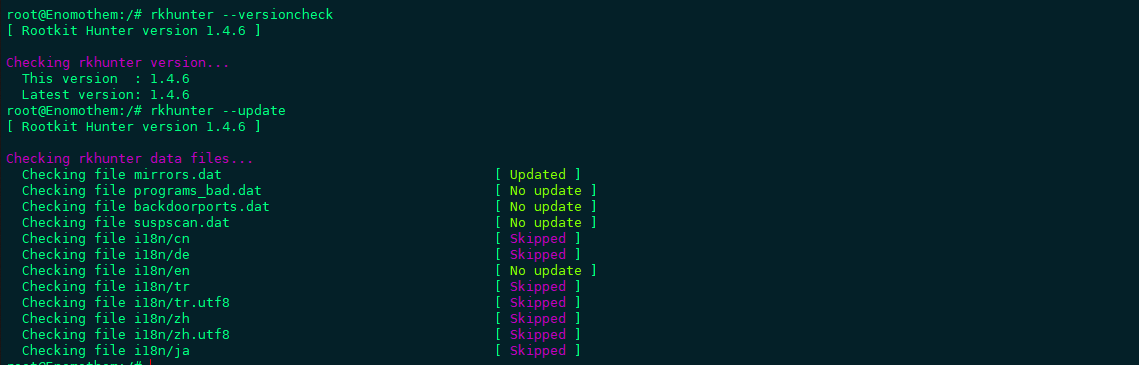 root@Enomothem:/# rkhunter --versioncheck
[ Rootkit Hunter version 1.4.6 ]
Checking rkhunter version...
This version  : 1.4.6
Latest version: 1.4.6
root@Enomothem:/# rkhunter --update
[ Rootkit Hunter version 1.4.6 ]
Checking rkhunter data files...
Checking file mirrors.dat [ Updated ]
Checking file programs_bad.dat [ No update ]
Checking file backdoorports.dat [ No update ]
Checking file suspscan.dat [ No update ]
Checking file i18n/cn [ Skipped ]
Checking file i18n/de [ Skipped ]
Checking file i18n/en [ No update ]
Checking file i18n/tr [ Skipped ]
Checking file i18n/tr.utf8 [ Skipped ]
Checking file i18n/zh [ Skipped ]
Checking file i18n/zh.utf8 [ Skipped ]
Checking file i18n/ja [ Skipped ]
root@Enomothem:/#